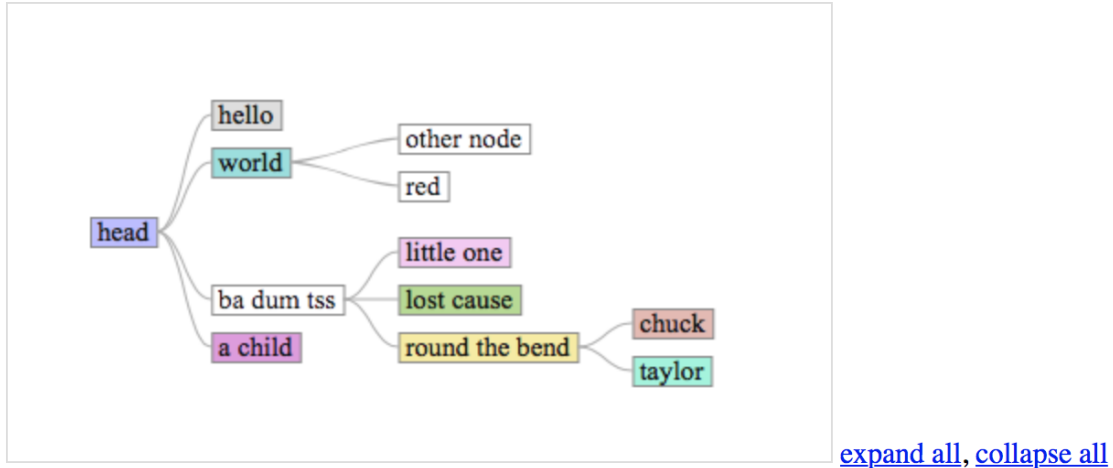 hello
other node
world
red
head
little one
ba dum tss
lost cause
chuck
a child
round the bend
taylor
expand all, collapse all